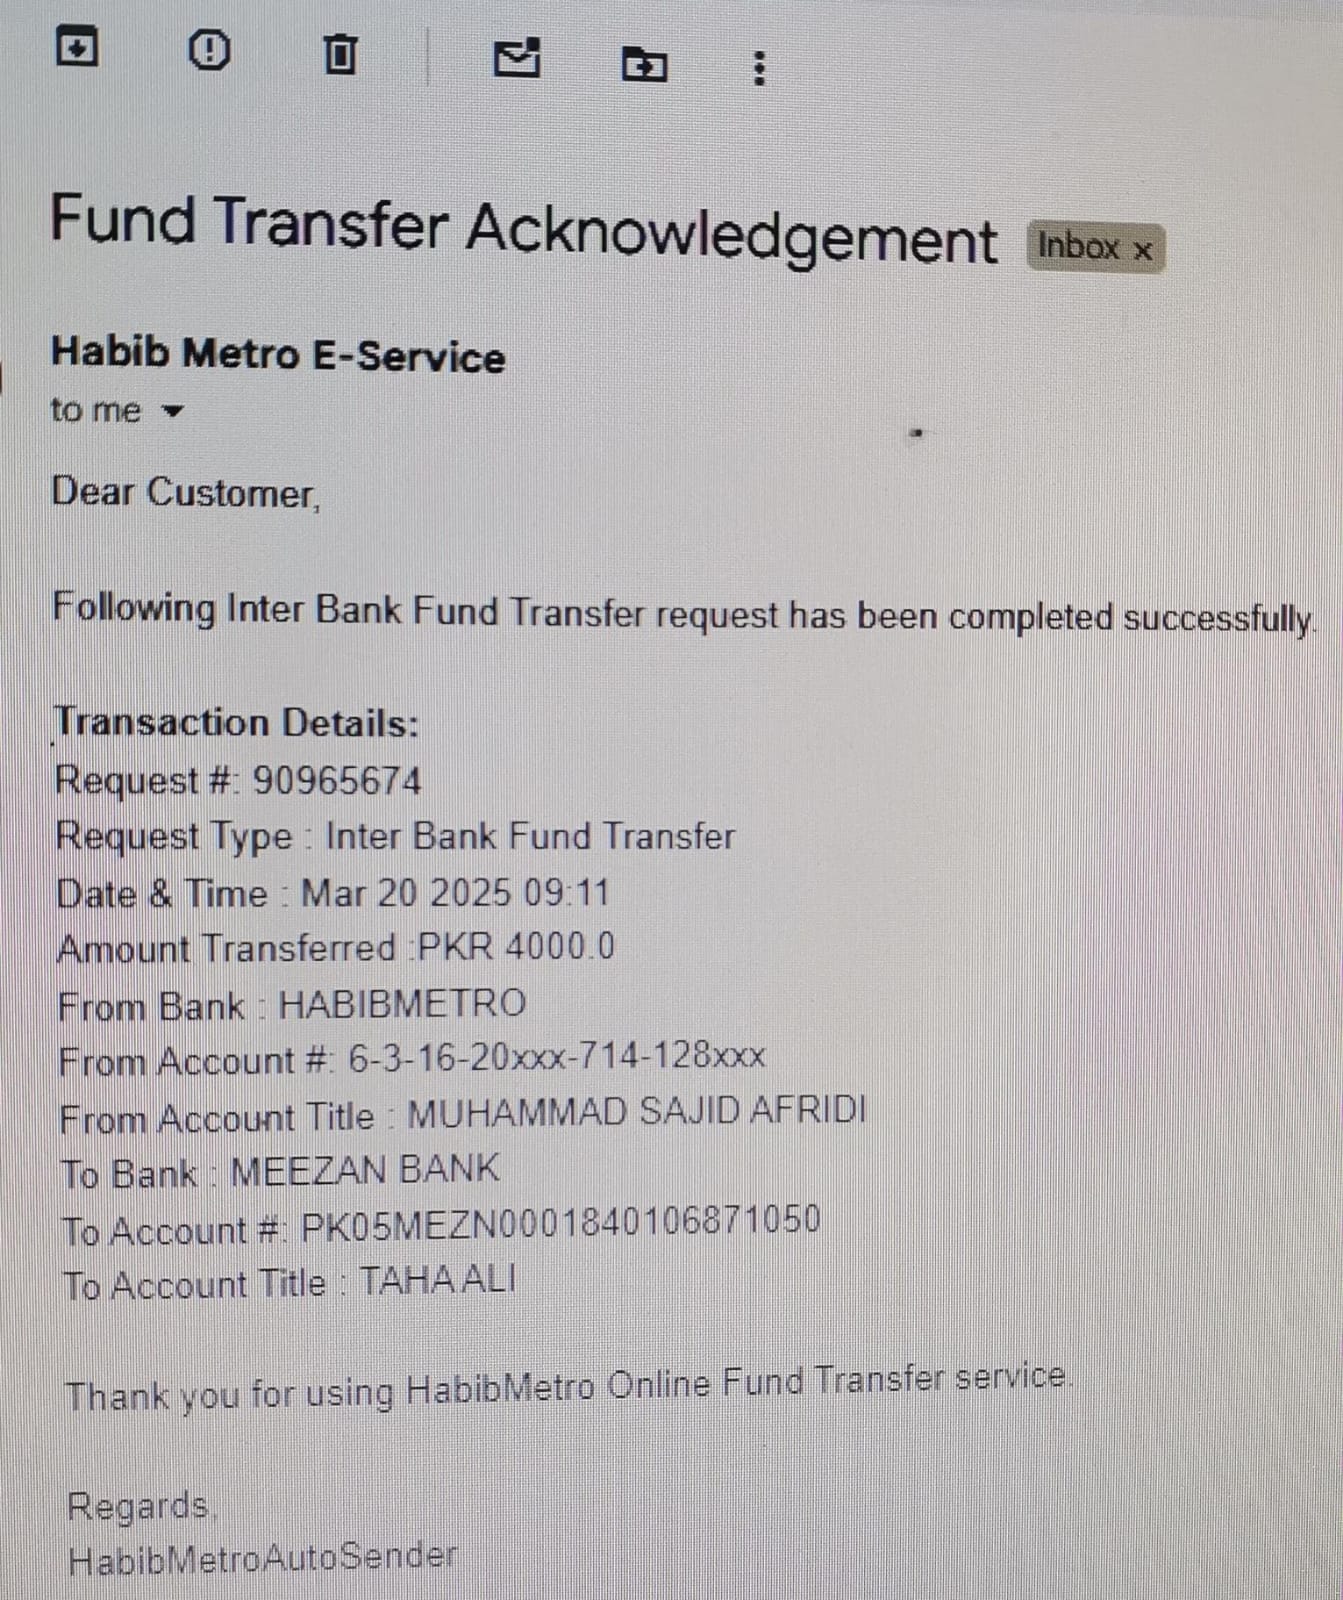 Fund Transfer Acknowledgement Inbox x
Habib Metro E-Service
to me
Dear Customer,
Following Inter Bank Fund Transfer request has been completed successfully.
Transaction Details:
Request #: 90965674
Request Type : Inter Bank Fund Transfer
Date & Time : Mar 20 2025 09:11
Amount Transferred :PKR 4000.0
From Bank : HABIBMETRO
From Account #: 6-3-16-20xxx-714-128xxx
From Account Title : MUHAMMAD SAJID AFRIDI
To Bank : MEEZAN BANK
To Account #: PK05MEZN0001840106871050
To Account Title : TAHA ALI
Thank you for using HabibMetro Online Fund Transfer service.
Regards,
HabibMetroAutoSender